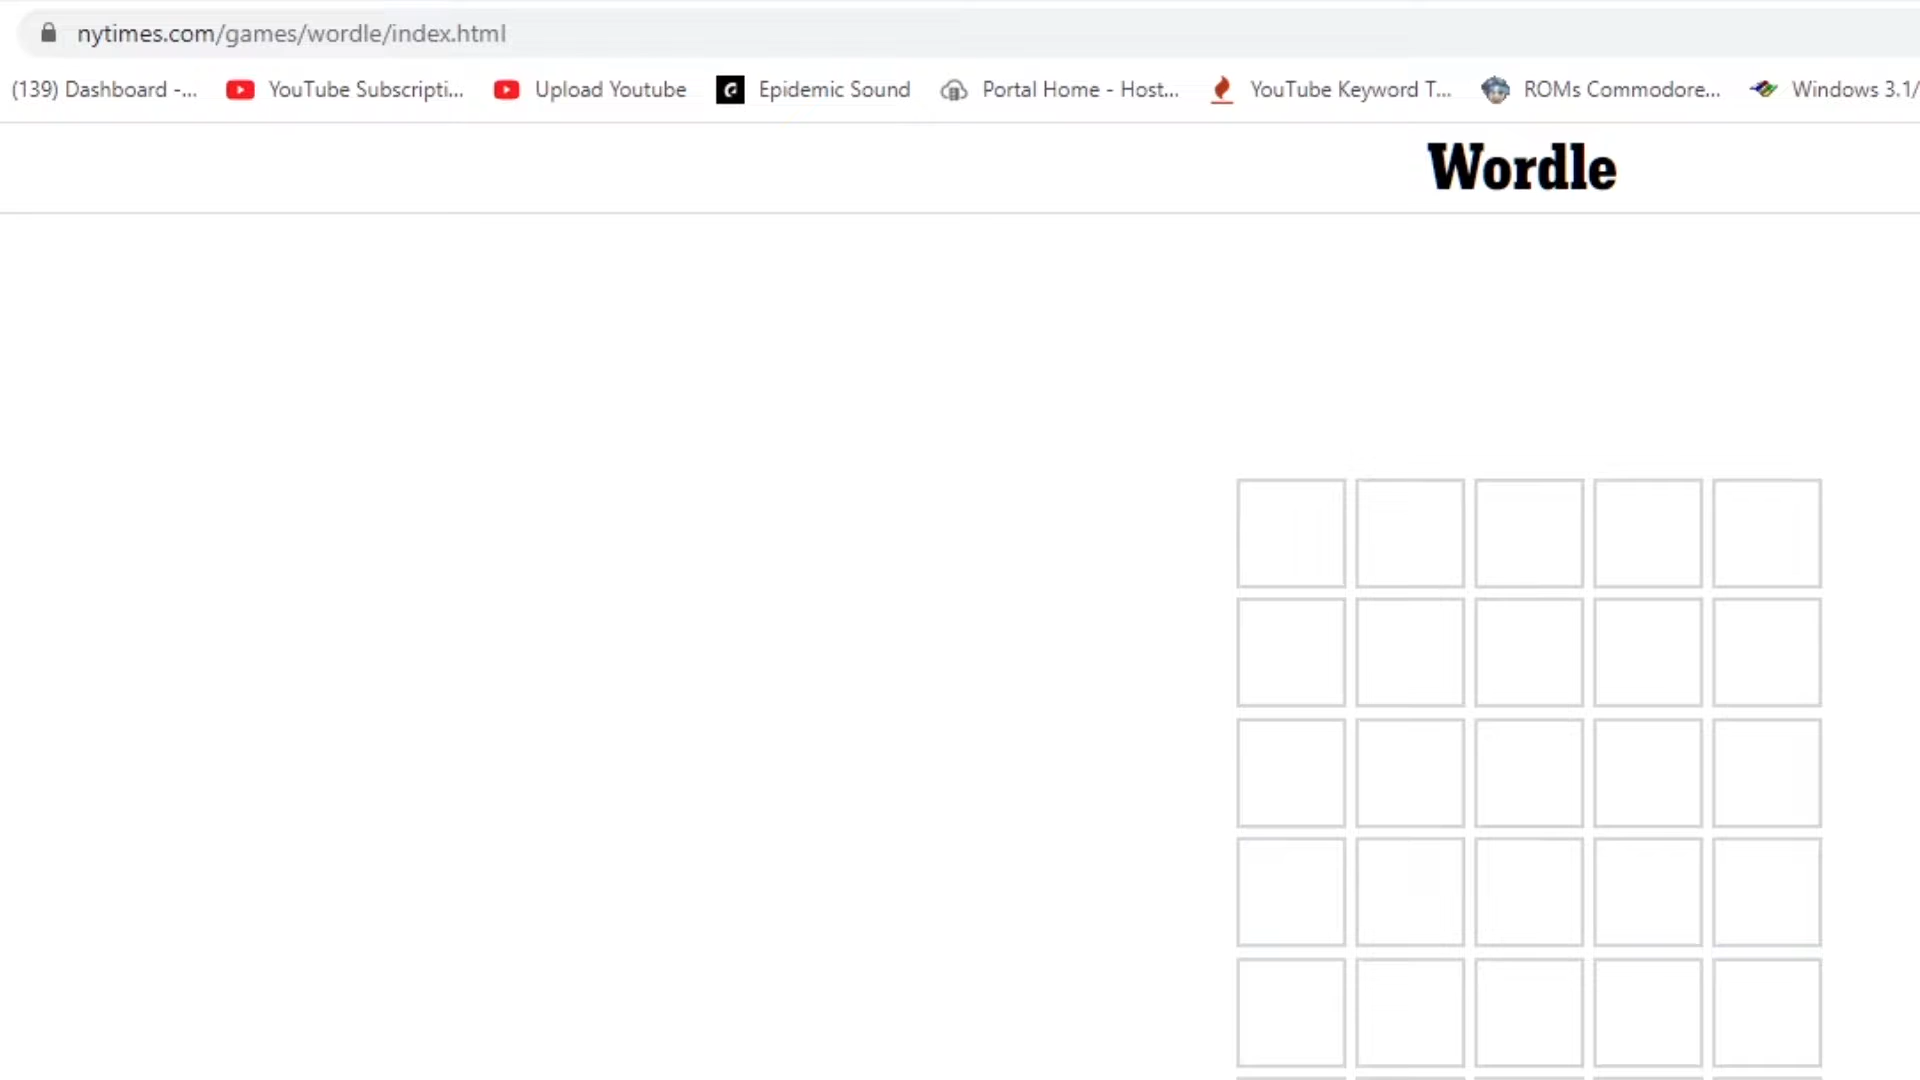 nytimes.com/games/wordle/index.html
(139) Dashboard -... YouTube Subscripti... Upload Youtube Epidemic Sound Portal Home - Host... YouTube Keyword T... ROMs Commodore... Windows 3.1/
Wordle